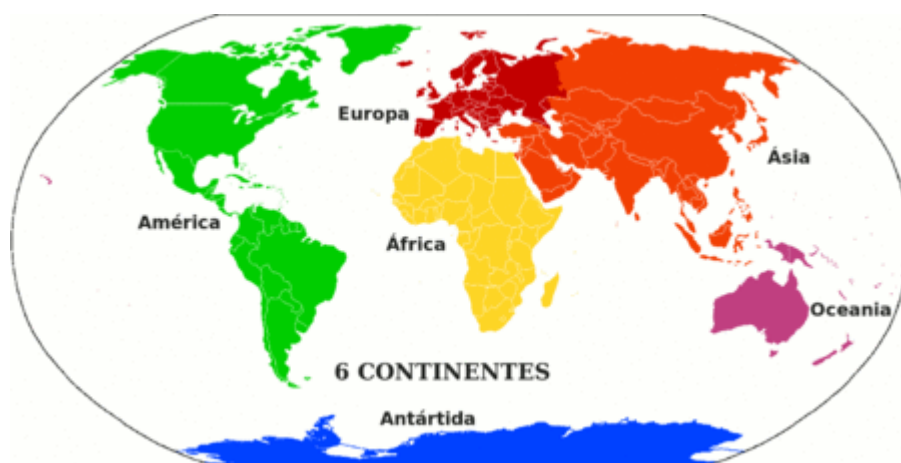 Europa
Ásia
América
África
Oceania
6 CONTINENTES
Antártida